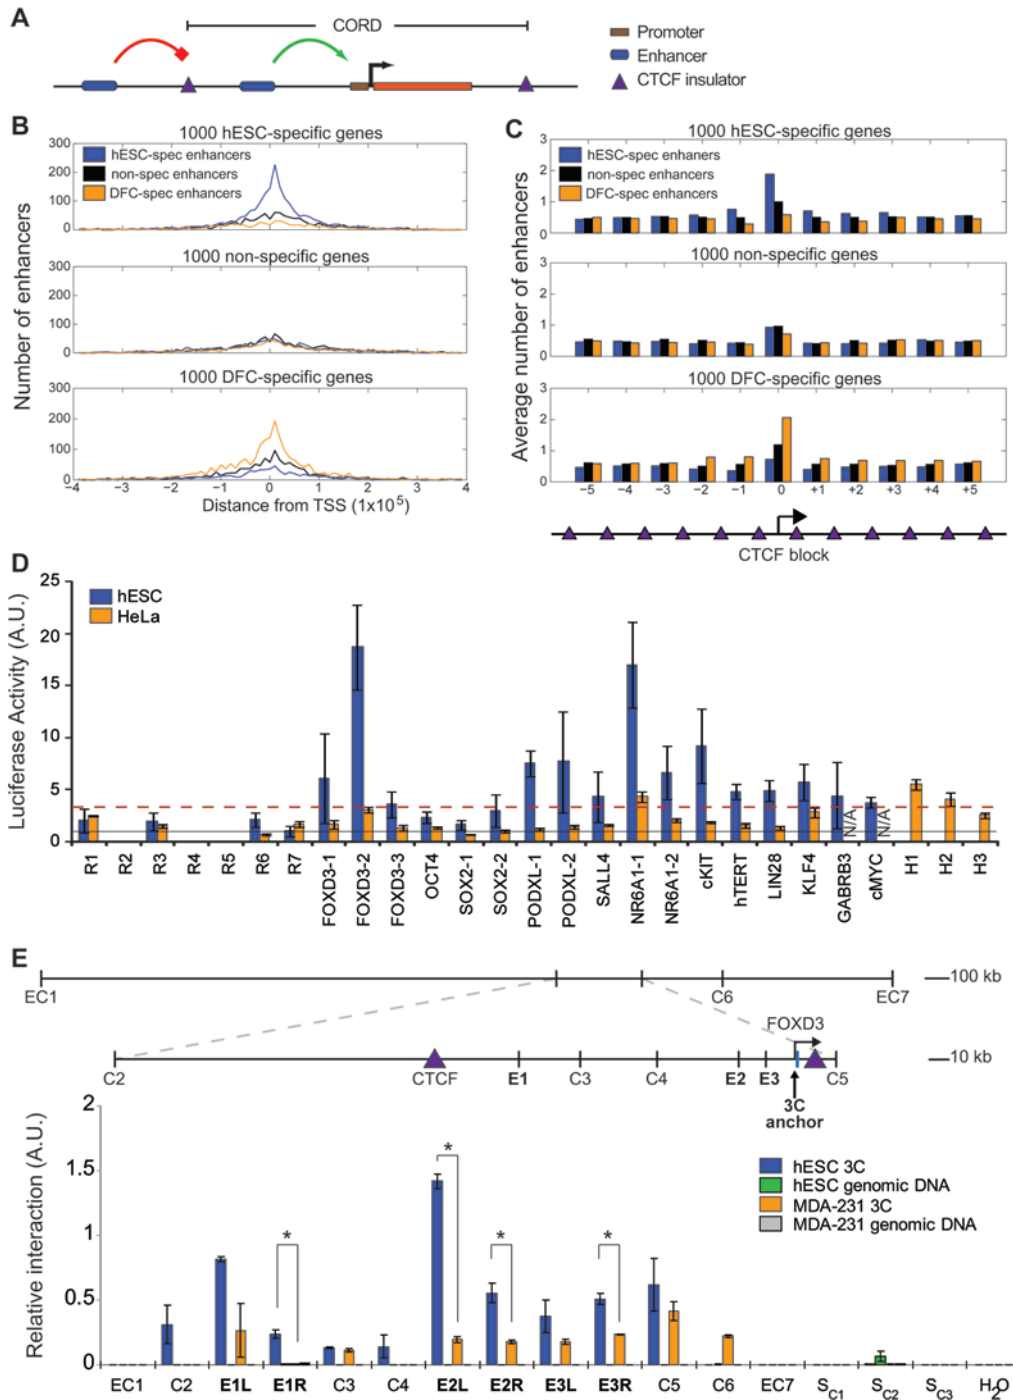 A
CORD
Promoter
Enhancer
CTCF insulator
B
1000 hESC-specific genes
300
200
100
0
hESC-spec enhancers
non-spec enhancers
DFC-spec enhancers
1000 non-specific genes
300
200
100
0
1000 DFC-specific genes
300
200
100
0
−4 −3 −2 −1 0 1 2 3 4
Distance from TSS (1x10⁵)
Number of enhancers
C
1000 hESC-specific genes
3
2
1
0
hESC-spec enhaners
non-spec enhancers
DFC-spec enhancers
1000 non-specific genes
3
2
1
0
1000 DFC-specific genes
3
2
1
0
−5 −4 −3 −2 −1 0 +1 +2 +3 +4 +5
CTCF block
Average number of enhancers
D
25
20
15
10
5
0
Luciferase Activity (A.U.)
hESC
HeLa
N/A
N/A
R1 R2 R3 R4 R5 R6 R7 FOXD3-1 FOXD3-2 FOXD3-3 OCT4 SOX2-1 SOX2-2 PODXL-1 PODXL-2 SALL4 NR6A1-1 NR6A1-2 cKIT hTERT LIN28 KLF4 GABRB3 cMYC H1 H2 H3
E
EC1 C6 EC7
100 kb
FOXD3
10 kb
C2 CTCF E1 C3 C4 E2 E3 C5
3C
anchor
2
1.5
1
0.5
0
Relative interaction (A.U.)
hESC 3C
hESC genomic DNA
MDA-231 3C
MDA-231 genomic DNA
*
*
*
*
EC1 C2 E1L E1R C3 C4 E2L E2R E3L E3R C5 C6 EC7 S_C1 S_C2 S_C3 H₂O